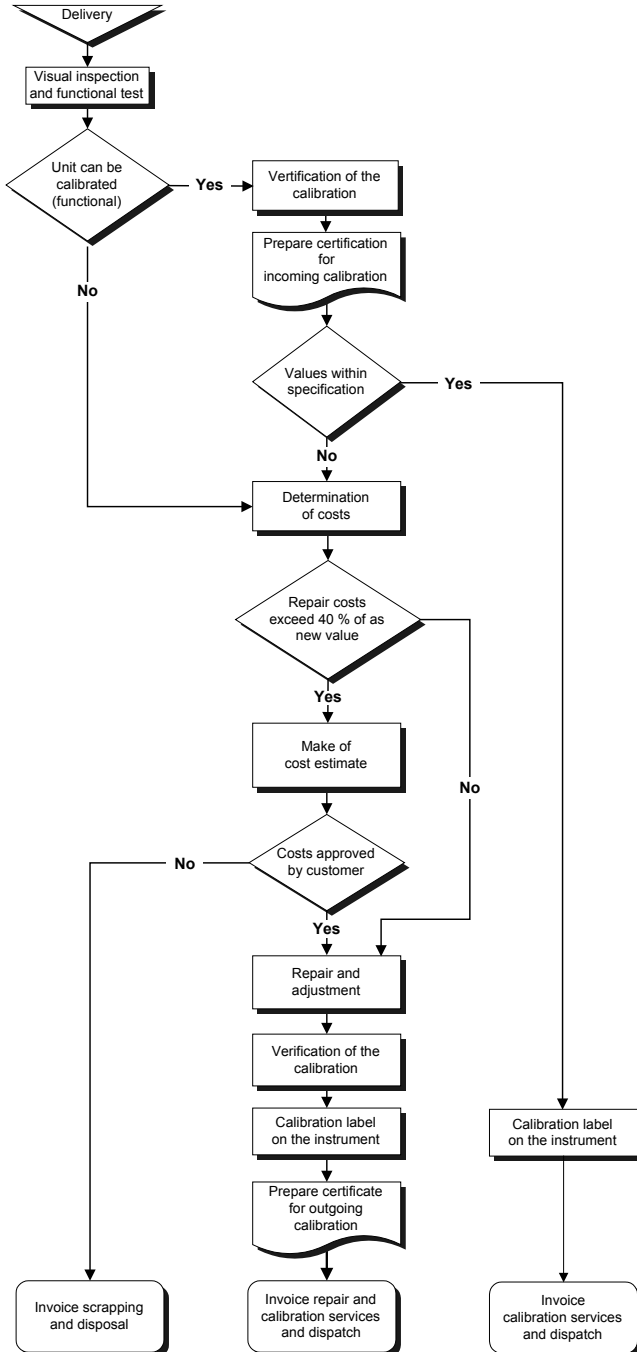 Delivery
Visual inspection
and functional test
Unit can be
calibrated
(functional)
Yes
Vertification of the
calibration
Prepare certification
for
incoming calibration
No
Values within
specification
Yes
No
Determination
of costs
Repair costs
exceed 40 % of as
new value
Yes
Make of
cost estimate
No
Costs approved
by customer
No
Yes
Repair and
adjustment
Verification of the
calibration
Calibration label
on the instrument
Calibration label
on the instrument
Prepare certificate
for outgoing
calibration
Invoice scrapping
and disposal
Invoice repair and
calibration services
and dispatch
Invoice
calibration services
and dispatch